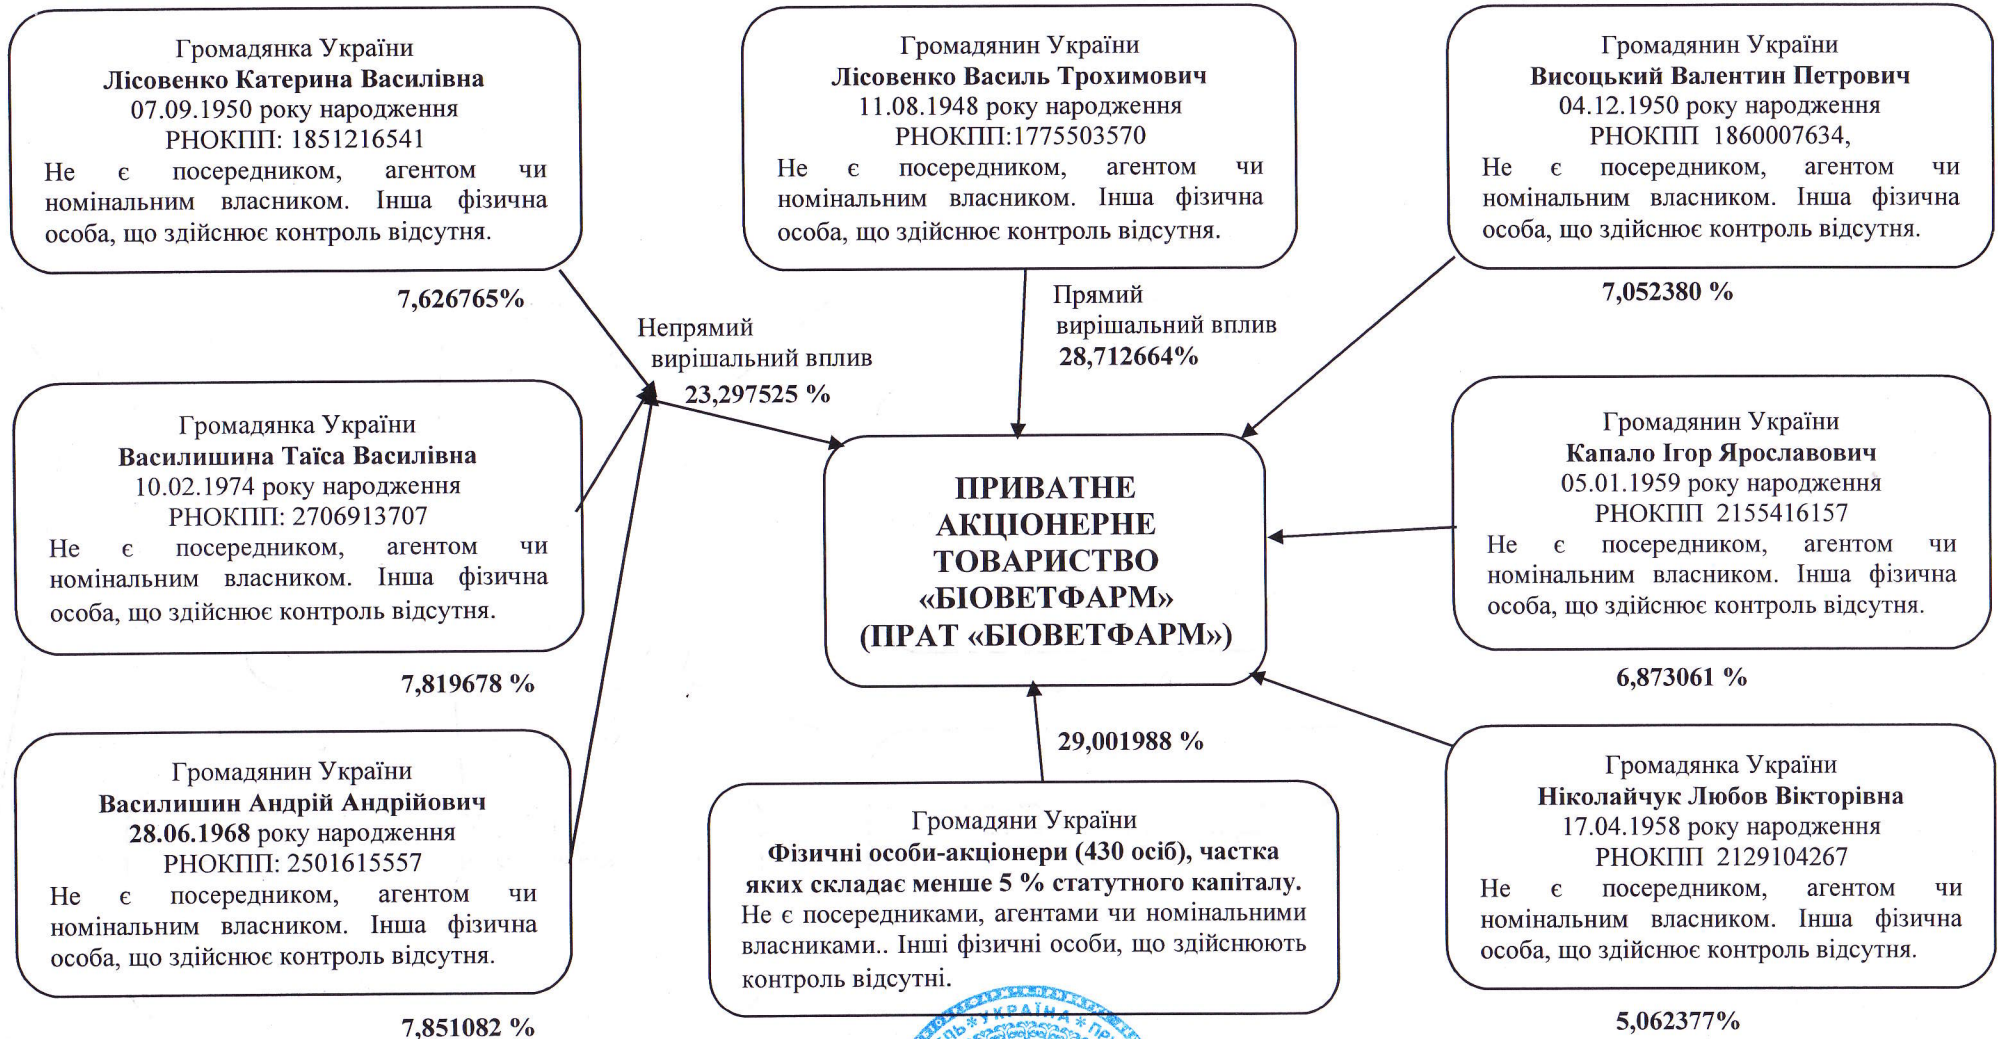 Громадянка України
Лісовенко Катерина Василівна
07.09.1950 року народження
РНОКПП: 1851216541
Не є посередником, агентом чи
номінальним власником. Інша фізична
особа, що здійснює контроль відсутня.
7,626765%
Громадянин України
Лісовенко Василь Трохимович
11.08.1948 року народження
РНОКПП:1775503570
Не є посередником, агентом чи
номінальним власником. Інша фізична
особа, що здійснює контроль відсутня.
Прямий
вирішальний вплив
28,712664%
Громадянин України
Висоцький Валентин Петрович
04.12.1950 року народження
РНОКПП 1860007634,
Не є посередником, агентом чи
номінальним власником. Інша фізична
особа, що здійснює контроль відсутня.
7,052380 %
Непрямий
вирішальний вплив
23,297525 %
Громадянка України
Василишина Таїса Василівна
10.02.1974 року народження
РНОКПП: 2706913707
Не є посередником, агентом чи
номінальним власником. Інша фізична
особа, що здійснює контроль відсутня.
7,819678 %
ПРИВАТНЕ
АКЦІОНЕРНЕ
ТОВАРИСТВО
«БІОВЕТФАРМ»
(ПРАТ «БІОВЕТФАРМ»)
Громадянин України
Капало Ігор Ярославович
05.01.1959 року народження
РНОКПП 2155416157
Не є посередником, агентом чи
номінальним власником. Інша фізична
особа, що здійснює контроль відсутня.
6,873061 %
Громадянин України
Василишин Андрій Андрійович
28.06.1968 року народження
РНОКПП: 2501615557
Не є посередником, агентом чи
номінальним власником. Інша фізична
особа, що здійснює контроль відсутня.
7,851082 %
29,001988 %
Громадяни України
Фізичні особи-акціонери (430 осіб), частка
яких складає менше 5 % статутного капіталу.
Не є посередниками, агентами чи номінальними
власниками.. Інші фізичні особи, що здійснюють
контроль відсутні.
Громадянка України
Ніколайчук Любов Вікторівна
17.04.1958 року народження
РНОКПП 2129104267
Не є посередником, агентом чи
номінальним власником. Інша фізична
особа, що здійснює контроль відсутня.
5,062377%
УКРАЇНА